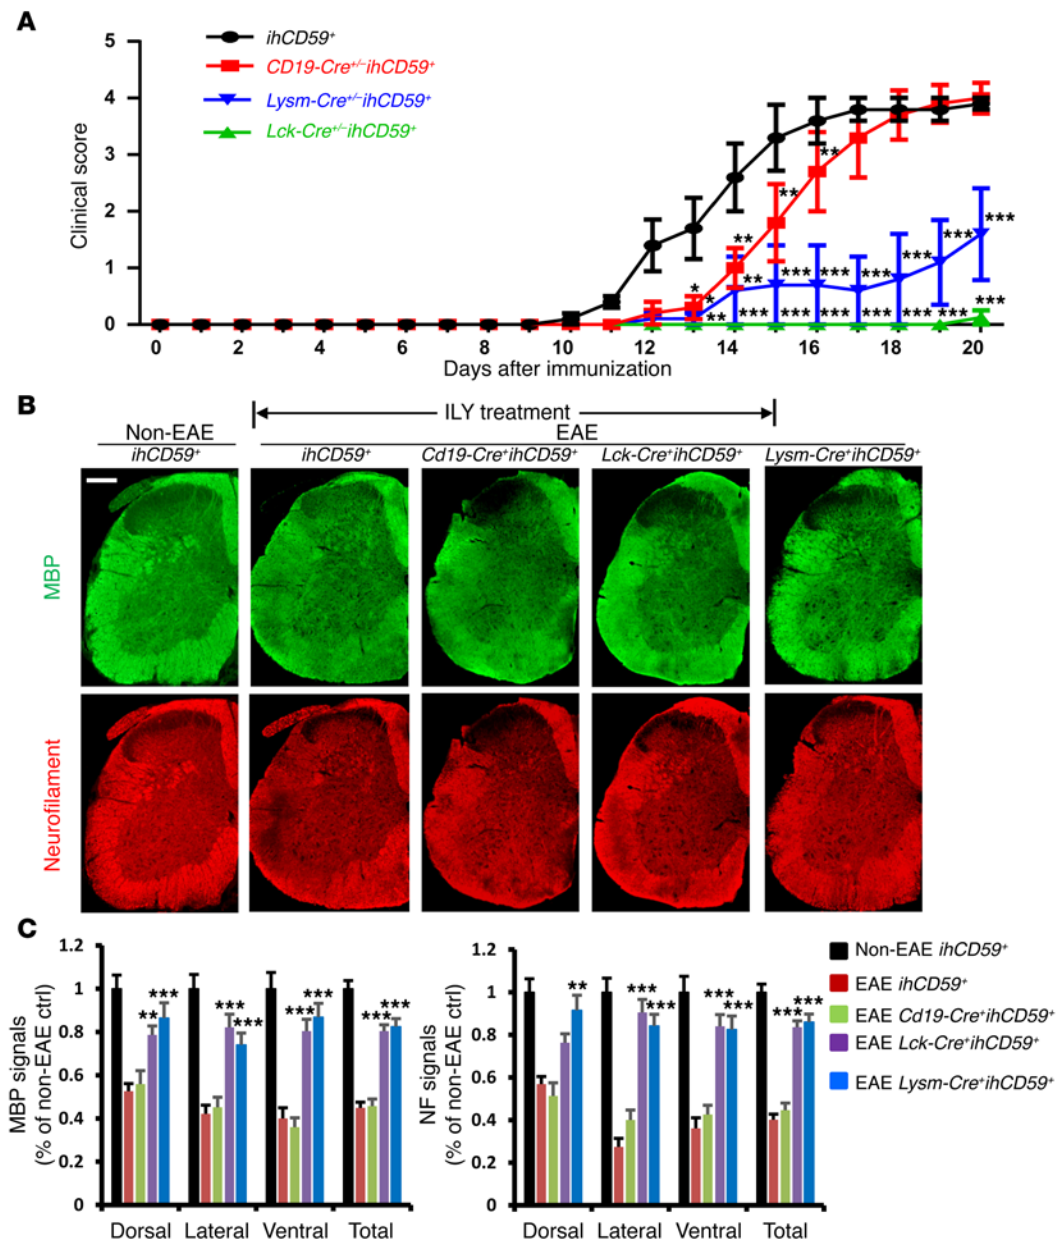 A
5
4
3
2
1
0
Clinical score
ihCD59+
CD19-Cre+/−ihCD59+
Lysm-Cre+/−ihCD59+
Lck-Cre+/−ihCD59+
** ** ** * * ** ** *** *** *** *** *** ***
*** *** *** *** *** *** ***
0 2 4 6 8 10 12 14 16 18 20
Days after immunization
B
ILY treatment
Non-EAE EAE
ihCD59+ ihCD59+ Cd19-Cre+ihCD59+ Lck-Cre+ihCD59+ Lysm-Cre+ihCD59+
MBP
Neurofilament
C
MBP signals
(% of non-EAE ctrl)
1.2
1
0.8
0.6
0.4
0.2
0
** *** *** *** *** *** *** ***
Dorsal Lateral Ventral Total
NF signals
(% of non-EAE ctrl)
1.2
1
0.8
0.6
0.4
0.2
0
** *** *** *** *** *** ***
Dorsal Lateral Ventral Total
Non-EAE ihCD59+
EAE ihCD59+
EAE Cd19-Cre+ihCD59+
EAE Lck-Cre+ihCD59+
EAE Lysm-Cre+ihCD59+